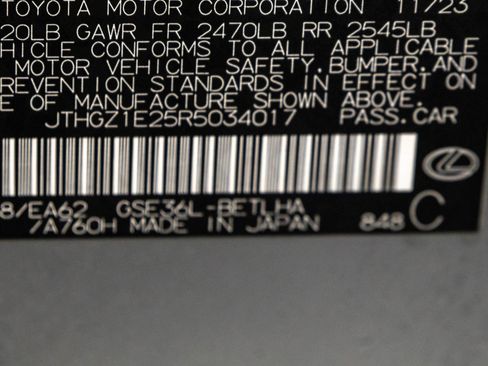 TOYOTA MOTOR CORPORATION 11/23
20LB GAWR FR 2470LB RR 2545LB
HICLE CONFORMS TO ALL APPLICABLE
MOTOR VEHICLE SAFETY, BUMPER, AND
REVENTION STANDARDS IN EFFECT ON
E OF MANUFACTURE SHOWN ABOVE.
JTHGZ1E25R5034017 PASS.CAR
8/EA62 GSE36L-BETLHA
/A760H MADE IN JAPAN 848 C